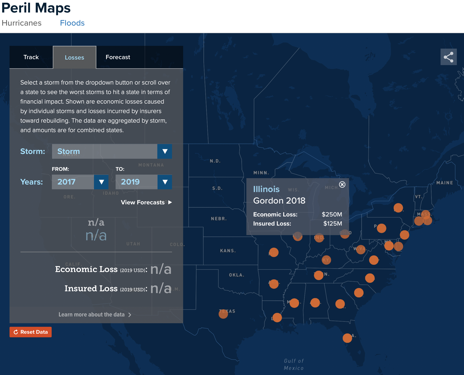 Peril Maps
Hurricanes Floods
Track Losses Forecast
Select a storm from the dropdown button or scroll over
a state to see the worst storms to hit a state in terms of
financial impact. Shown are economic losses caused
by individual storms and losses incurred by insurers
toward rebuilding. The data are aggregated by storm,
and amounts are for combined states.
Storm: Storm
FROM: TO:
Years: 2017 2019
View Forecasts
n/a
n/a
Economic Loss (2019 USD): n/a
Insured Loss (2019 USD): n/a
Learn more about the data
Reset Data
Illinois
Gordon 2018
Economic Loss: $250M
Insured Loss: $125M
MONTANA
N.D.
MINN.
S.D.
NEBR.
UTAH
KANS.
OKLA.
TEXAS
VT.
MAINE
Gulf of
Mexico